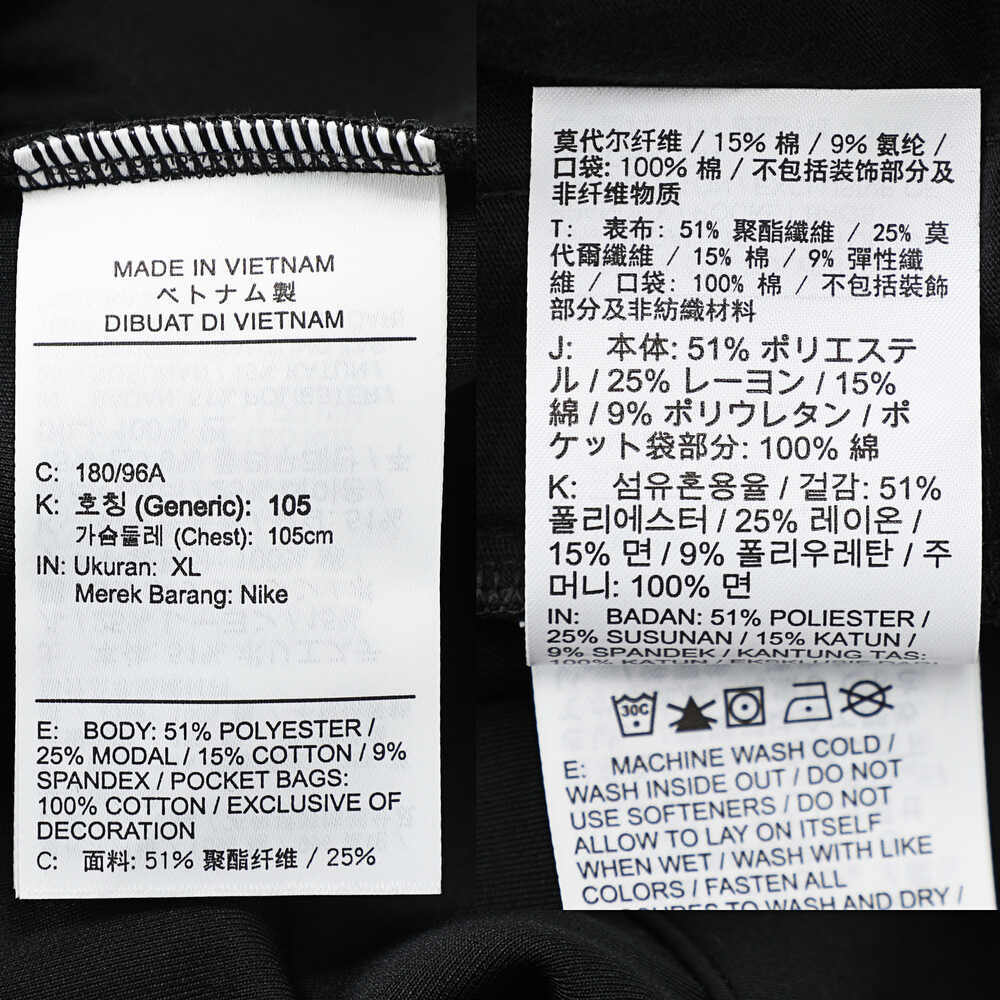 MADE IN VIETNAM
ベトナム製
DIBUAT DI VIETNAM
C: 180/96A
K: 호칭 (Generic): 105
가슴둘레 (Chest): 105cm
IN: Ukuran: XL
Merek Barang: Nike
E: BODY: 51% POLYESTER /
25% MODAL / 15% COTTON / 9%
SPANDEX / POCKET BAGS:
100% COTTON / EXCLUSIVE OF
DECORATION
C: 面料: 51% 聚酯纤维 / 25%
莫代尔纤维 / 15% 棉 / 9% 氨纶 /
口袋: 100% 棉 / 不包括装饰部分及
非纤维物质
T: 表布: 51% 聚酯纖維 / 25% 莫
代爾纖維 / 15% 棉 / 9% 彈性纖
維 / 口袋: 100% 棉 / 不包括裝飾
部分及非紡織材料
J: 本体: 51% ポリエステ
ル / 25% レーヨン / 15%
綿 / 9% ポリウレタン / ポ
ケット袋部分: 100% 綿
K: 섬유혼용율 / 겉감: 51%
폴리에스터 / 25% 레이온 /
15% 면 / 9% 폴리우레탄 / 주
머니: 100% 면
IN: BADAN: 51% POLIESTER /
25% SUSUNAN / 15% KATUN /
9% SPANDEK / KANTUNG TAS:
100% KATUN /
30C
E: MACHINE WASH COLD /
WASH INSIDE OUT / DO NOT
USE SOFTENERS / DO NOT
ALLOW TO LAY ON ITSELF
WHEN WET / WASH WITH LIKE
COLORS / FASTEN ALL
TO WASH AND DRY /